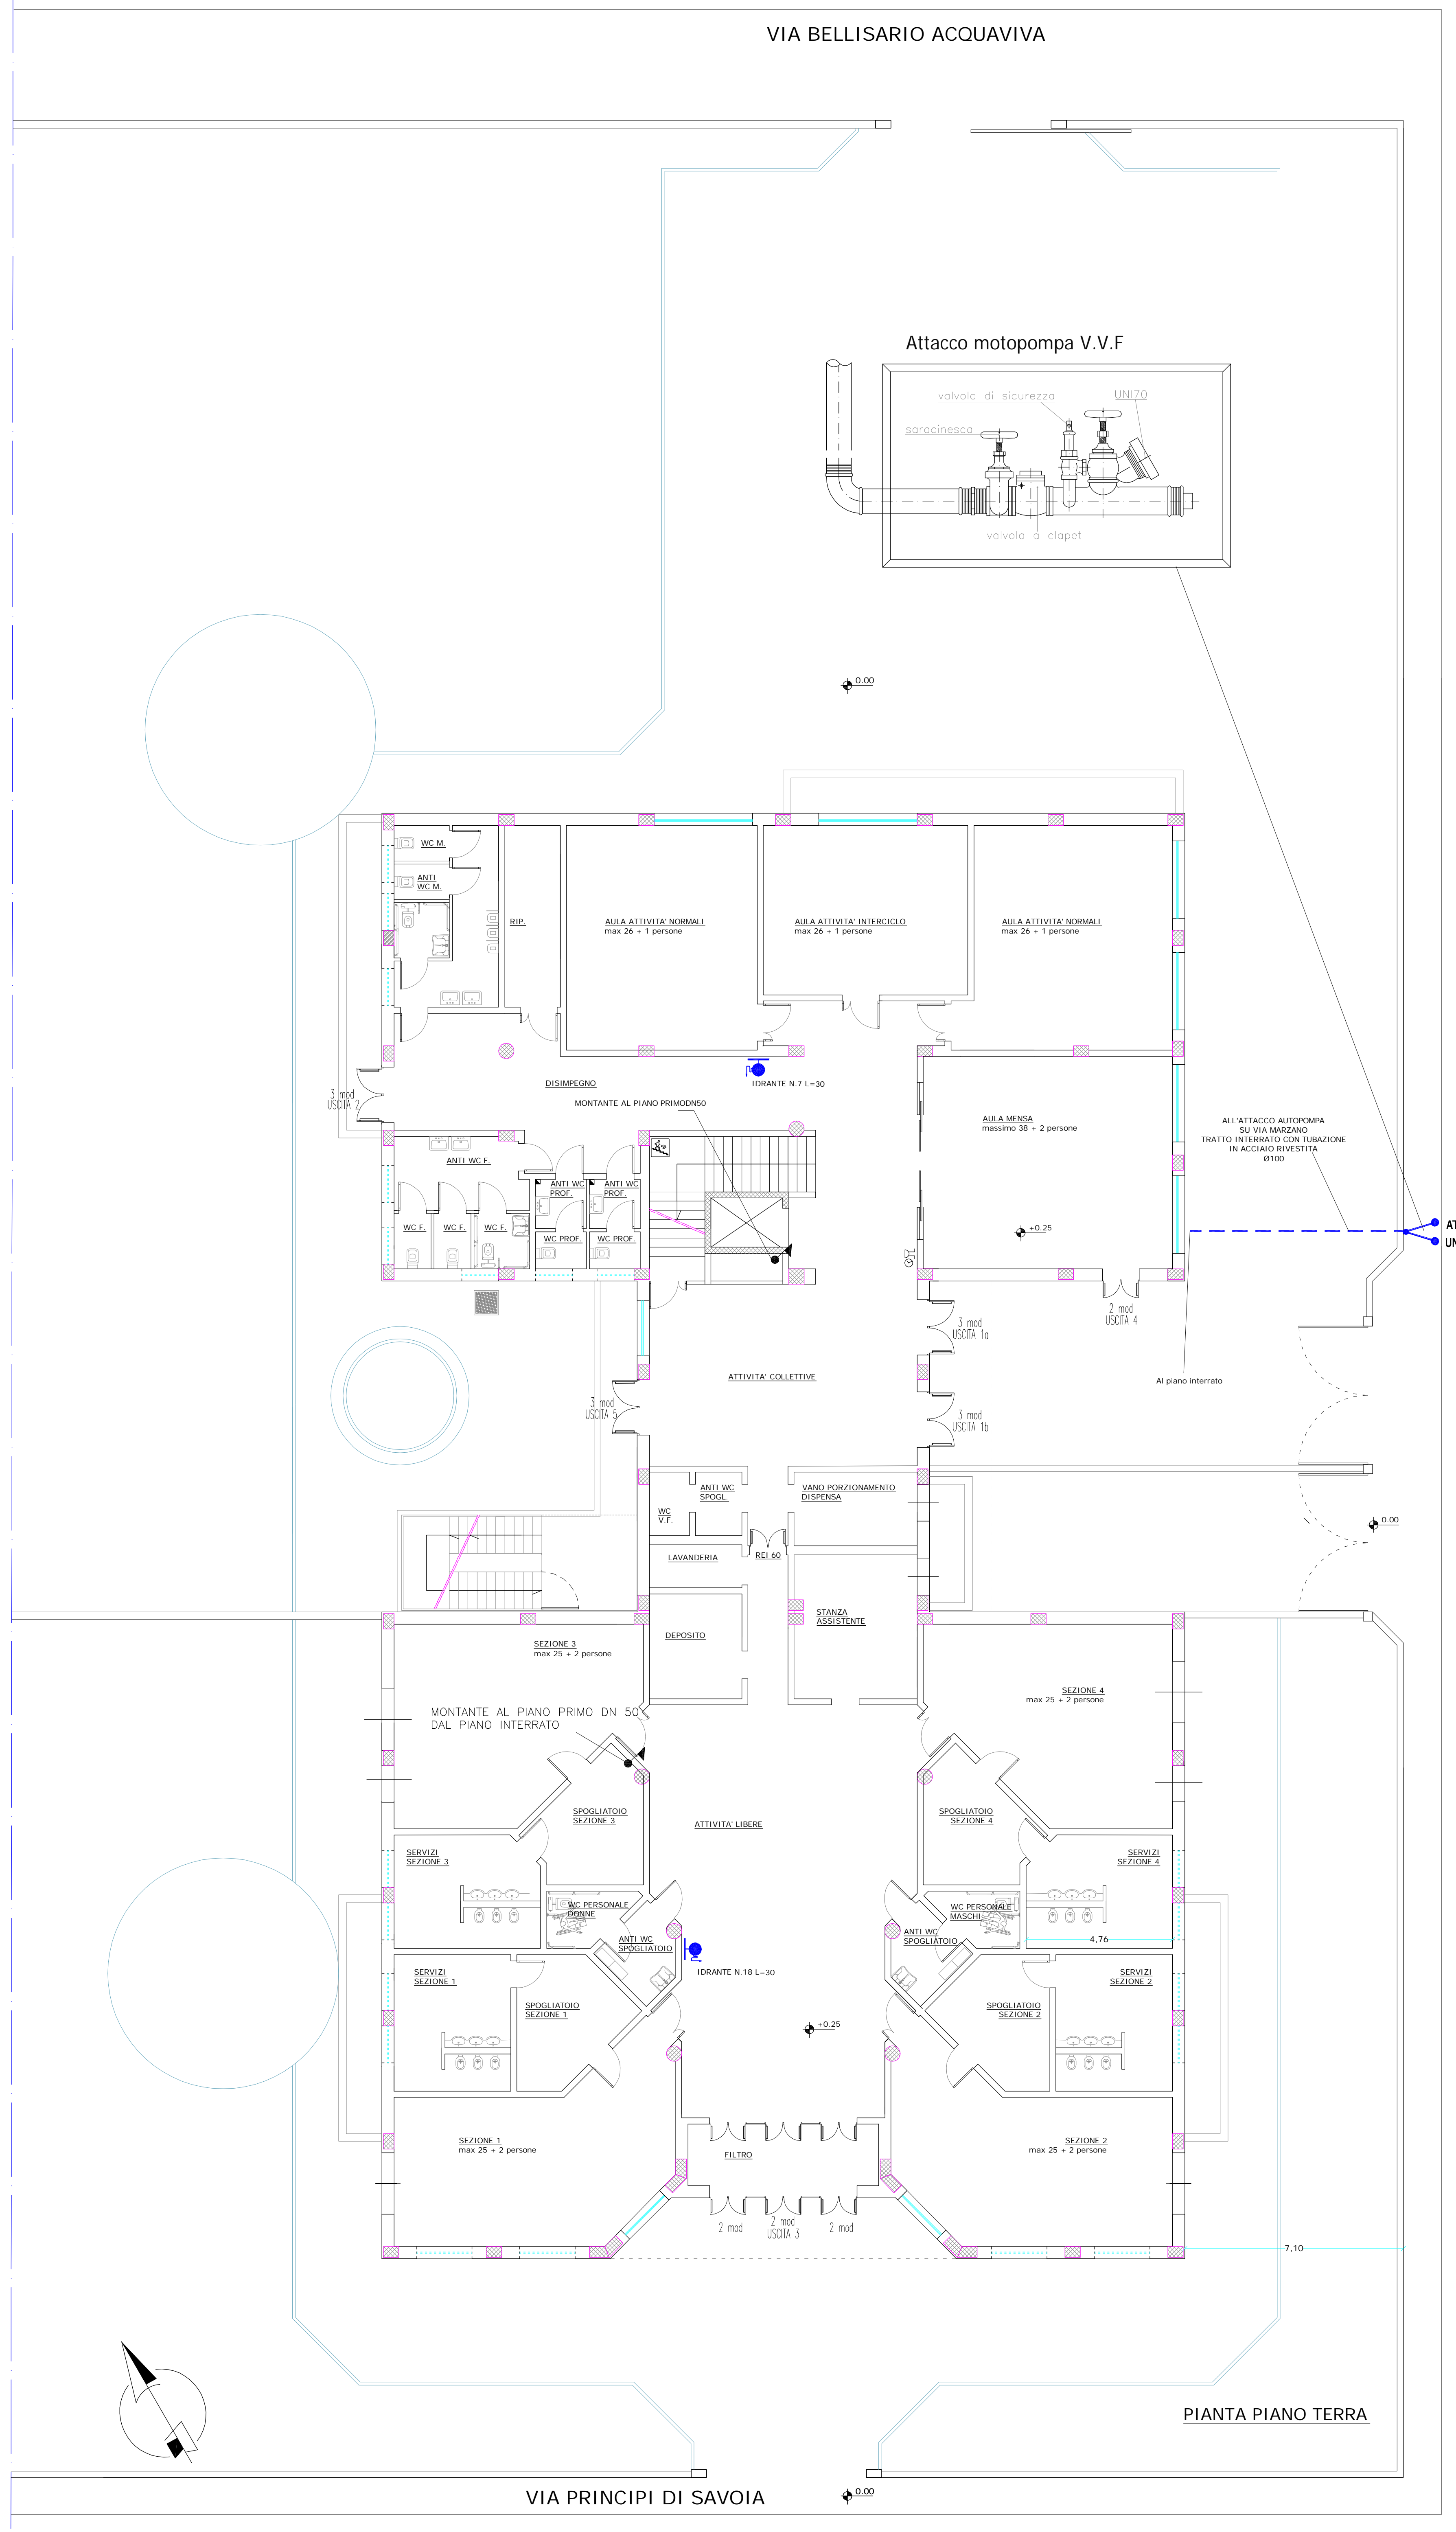 VIA BELLISARIO ACQUAVIVA
Attacco motopompa V.V.F
valvola di sicurezza
UNI70
saracinesca
valvola a clapet
0.00
WC M.
ANTI
WC M.
RIP.
AULA ATTIVITA' NORMALI
max 26 + 1 persone
AULA ATTIVITA' INTERCICLO
max 26 + 1 persone
AULA ATTIVITA' NORMALI
max 26 + 1 persone
3 mod
USCITA 2
DISIMPEGNO
IDRANTE N.7 L=30
MONTANTE AL PIANO PRIMODN50
AULA MENSA
massimo 38 + 2 persone
ALL'ATTACCO AUTOPOMPA
SU VIA MARZANO
TRATTO INTERRATO CON TUBAZIONE
IN ACCIAIO RIVESTITA
Ø100
ANTI WC F.
ANTI WC
PROF.
ANTI WC
PROF.
WC F.
WC F.
WC F.
WC PROF.
WC PROF.
+0.25
AT
UN
2 mod
USCITA 4
3 mod
USCITA 1a
Al piano interrato
ATTIVITA' COLLETTIVE
3 mod
USCITA 5
3 mod
USCITA 1b
ANTI WC
SPOGL.
VANO PORZIONAMENTO
DISPENSA
WC
V.F.
0.00
LAVANDERIA
REI 60
STANZA
ASSISTENTE
DEPOSITO
SEZIONE 3
max 25 + 2 persone
SEZIONE 4
max 25 + 2 persone
MONTANTE AL PIANO PRIMO DN 50
DAL PIANO INTERRATO
SPOGLIATOIO
SEZIONE 3
SPOGLIATOIO
SEZIONE 4
ATTIVITA' LIBERE
SERVIZI
SEZIONE 3
SERVIZI
SEZIONE 4
WC PERSONALE
DONNE
WC PERSONALE
MASCHI
ANTI WC
SPOGLIATOIO
ANTI WC
SPOGLIATOIO
4,76
IDRANTE N.18 L=30
SERVIZI
SEZIONE 1
SERVIZI
SEZIONE 2
SPOGLIATOIO
SEZIONE 1
SPOGLIATOIO
SEZIONE 2
+0.25
SEZIONE 1
max 25 + 2 persone
SEZIONE 2
max 25 + 2 persone
FILTRO
2 mod
2 mod
USCITA 3
2 mod
7,10
PIANTA PIANO TERRA
VIA PRINCIPI DI SAVOIA
0.00